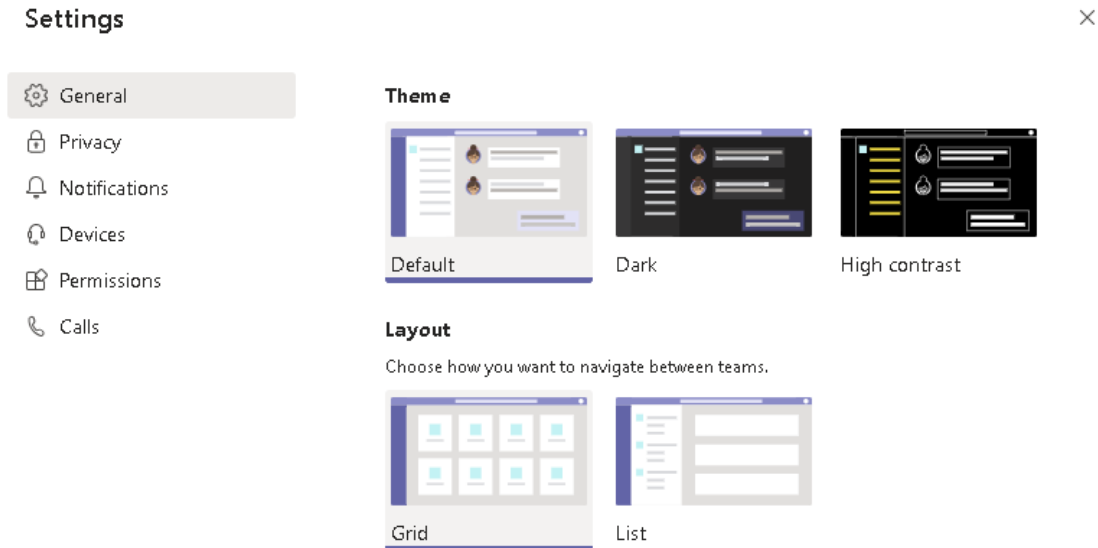 Settings
General
Privacy
Notifications
Devices
Permissions
Calls
Theme
Default
Dark
High contrast
Layout
Choose how you want to navigate between teams.
Grid
List